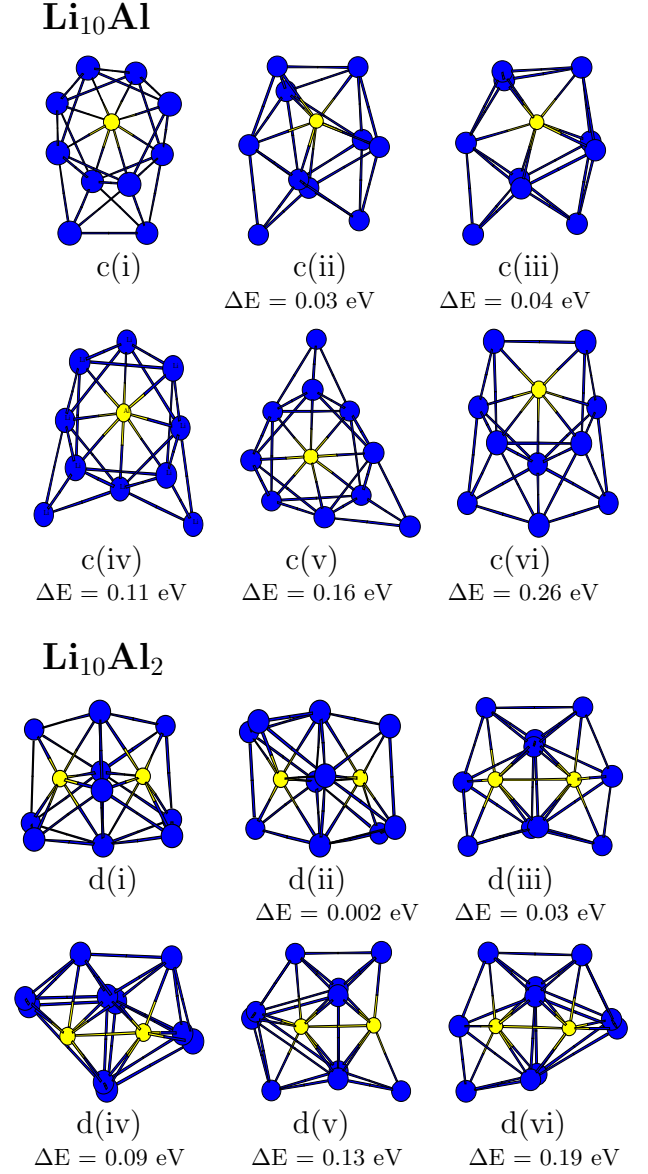 Li₁₀Al
c(i) c(ii) c(iii)
ΔE = 0.03 eV ΔE = 0.04 eV
c(iv) c(v) c(vi)
ΔE = 0.11 eV ΔE = 0.16 eV ΔE = 0.26 eV
Li₁₀Al₂
d(i) d(ii) d(iii)
ΔE = 0.002 eV ΔE = 0.03 eV
d(iv) d(v) d(vi)
ΔE = 0.09 eV ΔE = 0.13 eV ΔE = 0.19 eV